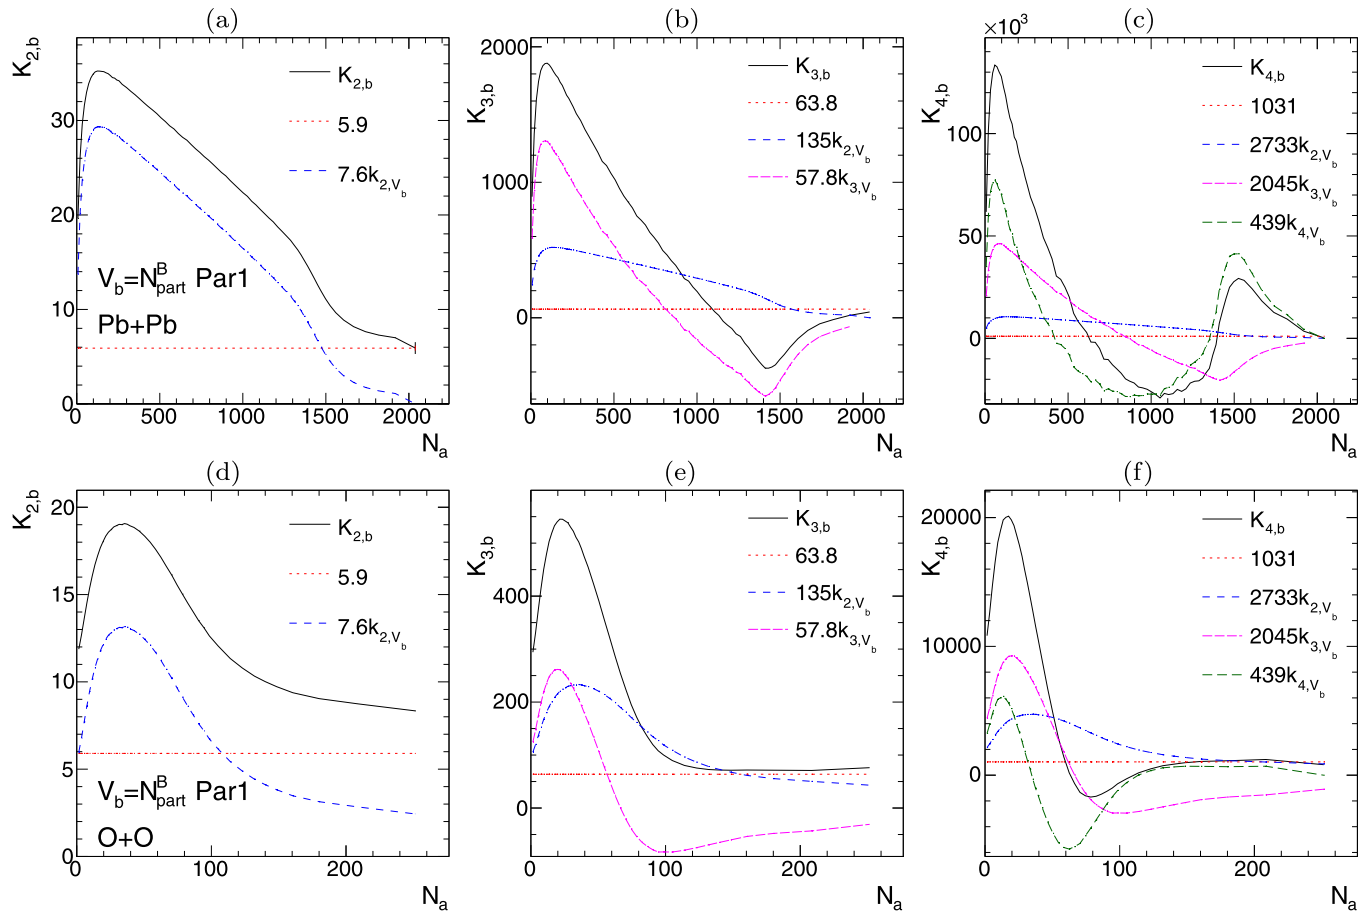 (a)
K2,b
K2,b
5.9
7.6k2,Vb
Vb=N^B_part Par1
Pb+Pb
0
10
20
30
0 500 1000 1500 2000
Na
(b)
K3,b
K3,b
63.8
135k2,Vb
57.8k3,Vb
2000
1000
0
0 500 1000 1500 2000
Na
(c)
×10^3
K4,b
K4,b
1031
2733k2,Vb
2045k3,Vb
439k4,Vb
100
50
0
0 500 1000 1500 2000
Na
(d)
K2,b
K2,b
5.9
7.6k2,Vb
Vb=N^B_part Par1
O+O
20
15
10
5
0
0 100 200
Na
(e)
K3,b
K3,b
63.8
135k2,Vb
57.8k3,Vb
400
200
0
0 100 200
Na
(f)
K4,b
K4,b
1031
2733k2,Vb
2045k3,Vb
439k4,Vb
20000
10000
0
0 100 200
Na